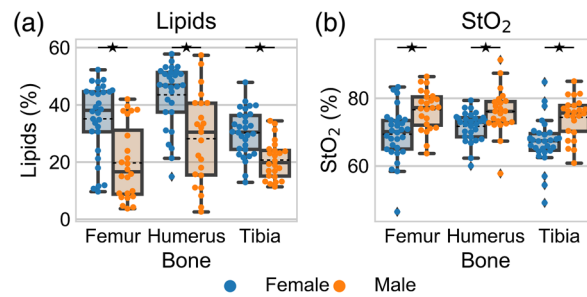 (a) Lipids
60
40
20
0
Lipids (%)
Femur Humerus Tibia
Bone
(b) StO₂
80
60
StO₂ (%)
Femur Humerus Tibia
Bone
Female Male